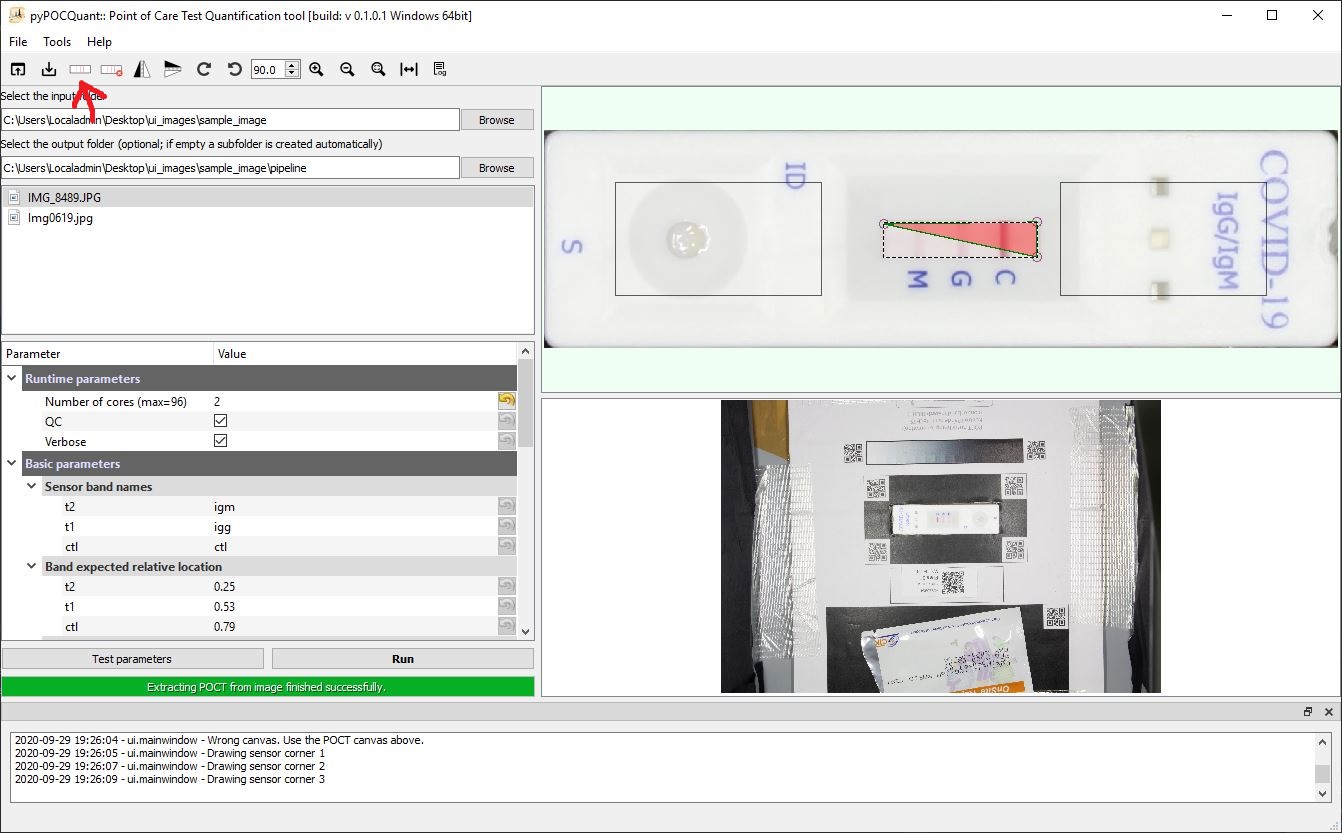 pyPOCQuant:: Point of Care Test Quantification tool [build: v 0.1.0.1 Windows 64bit]
File Tools Help
90.0
Log
Select the input folder
C:\Users\Localadmin\Desktop\ui_images\sample_image
Browse
Select the output folder (optional; if empty a subfolder is created automatically)
C:\Users\Localadmin\Desktop\ui_images\sample_image\pipeline
Browse
IMG_8489.JPG
Img0619.jpg
Parameter Value
Runtime parameters
Number of cores (max=96) 2
QC
Verbose
Basic parameters
Sensor band names
t2 igm
t1 igg
ctl ctl
Band expected relative location
t2 0.25
t1 0.53
ctl 0.79
Test parameters
Run
Extracting POCT from image finished successfully.
S
ID
M G C
IgG/IgM
COVID-19
2020-09-29 19:26:04 - ui.mainwindow - Wrong canvas. Use the POCT canvas above.
2020-09-29 19:26:05 - ui.mainwindow - Drawing sensor corner 1
2020-09-29 19:26:07 - ui.mainwindow - Drawing sensor corner 2
2020-09-29 19:26:09 - ui.mainwindow - Drawing sensor corner 3